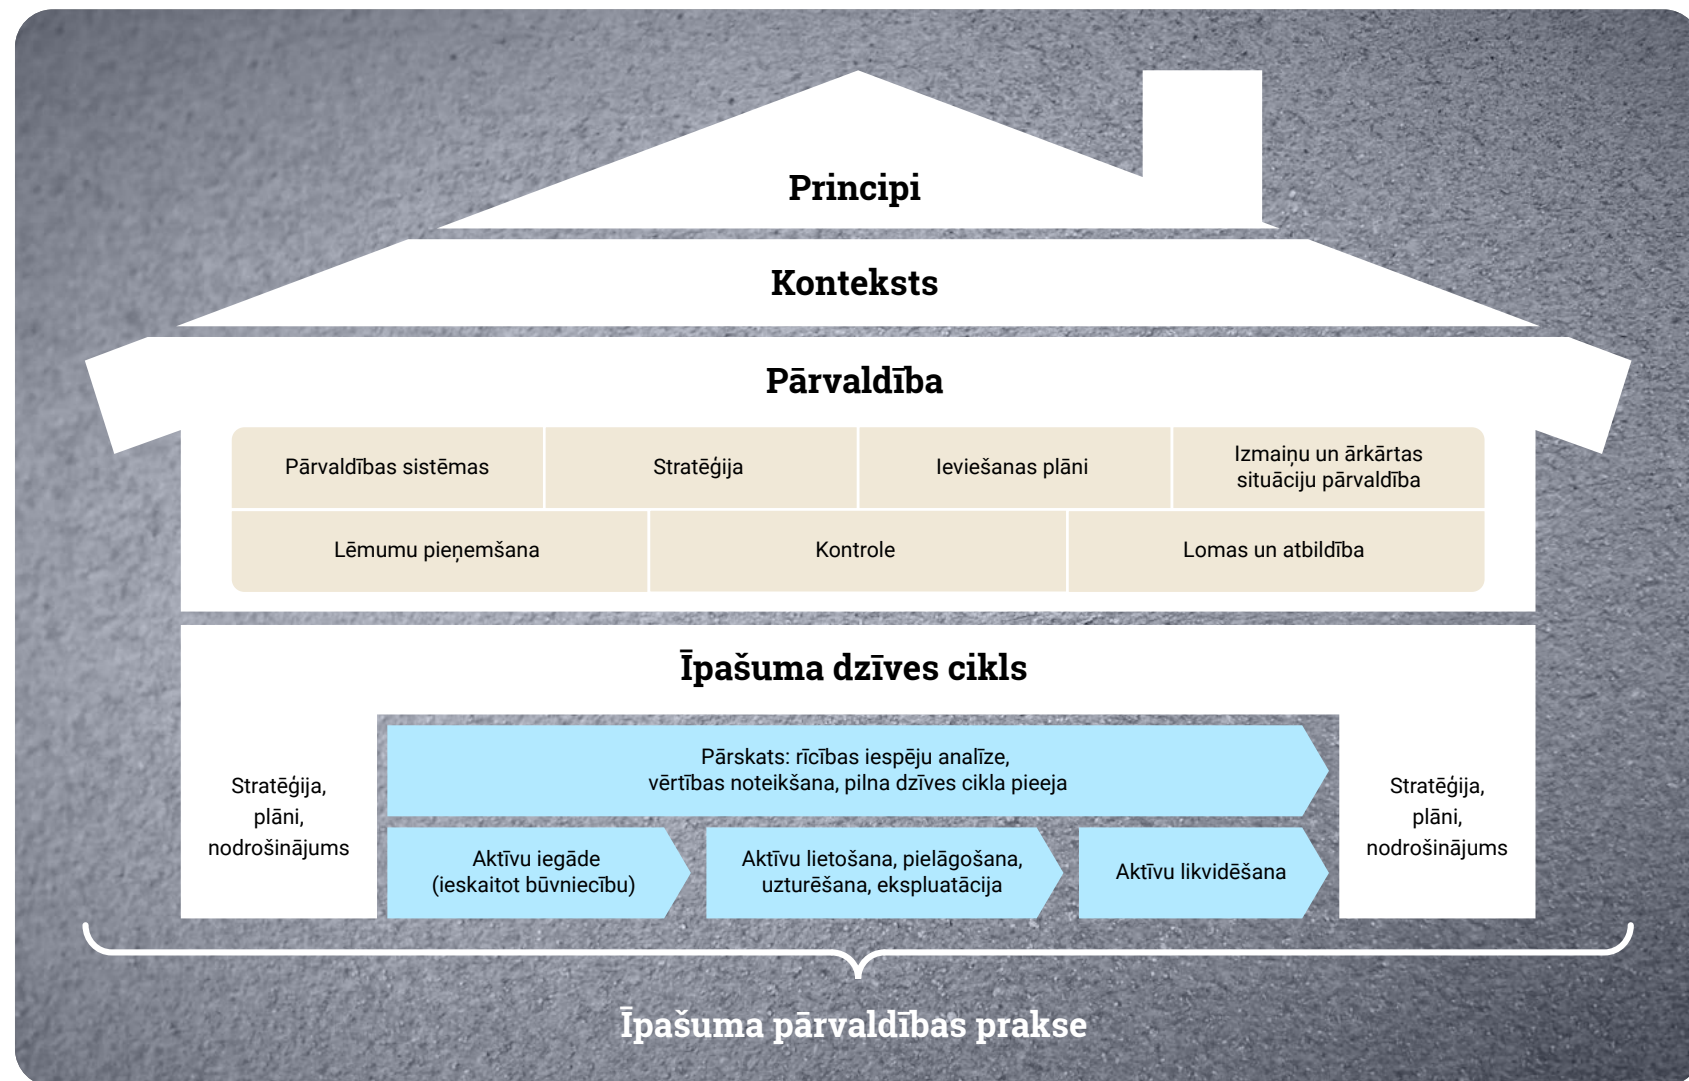 Principi
Konteksts
Pārvaldība
Pārvaldības sistēmas
Stratēģija
Ieviešanas plāni
Izmaiņu un ārkārtas
situāciju pārvaldība
Lēmumu pieņemšana
Kontrole
Lomas un atbildība
Īpašuma dzīves cikls
Stratēģija,
plāni,
nodrošinājums
Pārskats: rīcības iespēju analīze,
vērtības noteikšana, pilna dzīves cikla pieeja
Aktīvu iegāde
(ieskaitot būvniecību)
Aktīvu lietošana, pielāgošana,
uzturēšana, ekspluatācija
Aktīvu likvidēšana
Stratēģija,
plāni,
nodrošinājums
Īpašuma pārvaldības prakse